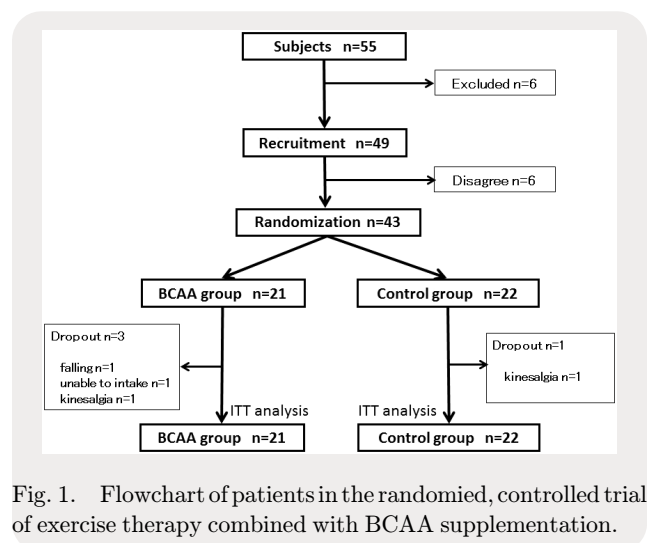 Subjects n=55
Excluded n=6
Recruitment n=49
Disagree n=6
Randomization n=43
BCAA group n=21
Control group n=22
Dropout n=3
falling n=1
unable to intake n=1
kinesalgia n=1
Dropout n=1
kinesalgia n=1
ITT analysis
ITT analysis
BCAA group n=21
Control group n=22
Fig. 1. Flowchart of patients in the randomied, controlled trial
of exercise therapy combined with BCAA supplementation.